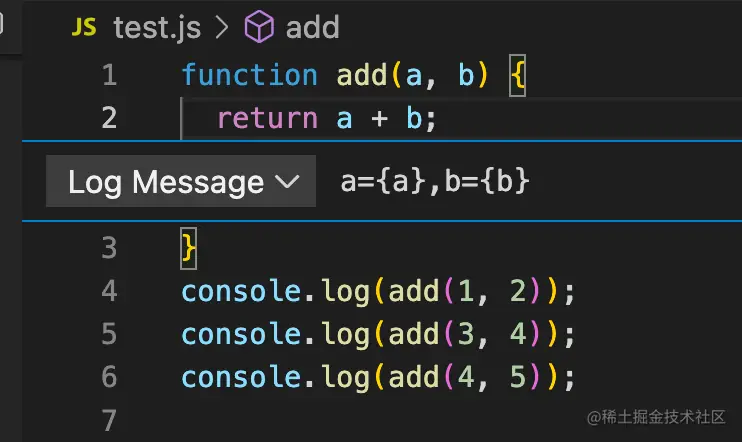 JS test.js > add
1 function add(a, b) {
2 return a + b;
Log Message a={a},b={b}
3 }
4 console.log(add(1, 2));
5 console.log(add(3, 4));
6 console.log(add(4, 5));
7
@稀土掘金技术社区